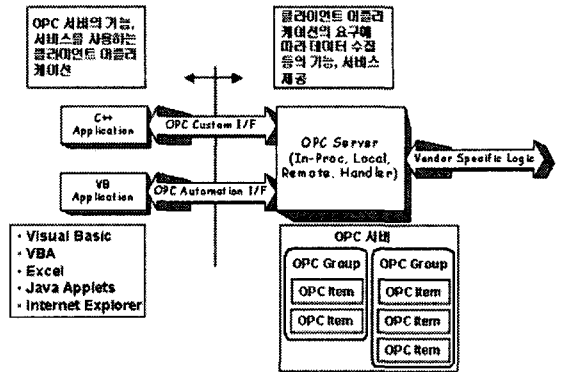 OPC 서버의 기능,
서비스를 사용하는
클라이언트 어플리
케이션
클라이언트 어플리
케이션의 요구에
따라 데이터 수집
등의 기능, 서비스
제공
C++
Application
OPC Custom I/F
VB
Application
OPC Automation I/F
OPC Server
(In-Proc, Local,
Remote, Handler)
Vendor Specific Logic
• Visual Basic
• VBA
• Excel
• Java Applets
• Internet Explorer
OPC 서버
OPC Group
OPC Item
OPC Item
OPC Group
OPC Item
OPC Item
OPC Item